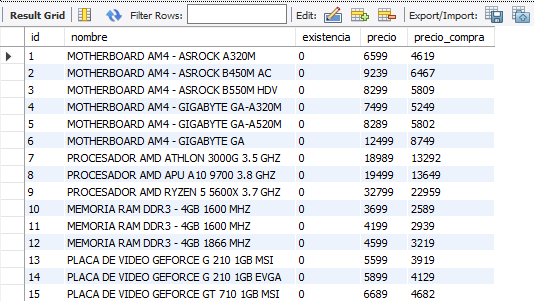 Result Grid Filter Rows: Edit: Export/Import:
id nombre existencia precio precio_compra
1 MOTHERBOARD AM4 - ASROCK A320M 0 6599 4619
2 MOTHERBOARD AM4 - ASROCK B450M AC 0 9239 6467
3 MOTHERBOARD AM4 - ASROCK B550M HDV 0 8299 5809
4 MOTHERBOARD AM4 - GIGABYTE GA-A320M 0 7499 5249
5 MOTHERBOARD AM4 - GIGABYTE GA-A520M 0 8289 5802
6 MOTHERBOARD AM4 - GIGABYTE GA 0 12499 8749
7 PROCESADOR AMD ATHLON 3000G 3.5 GHZ 0 18989 13292
8 PROCESADOR AMD APU A10 9700 3.8 GHZ 0 19499 13649
9 PROCESADOR AMD RYZEN 5 5600X 3.7 GHZ 0 32799 22959
10 MEMORIA RAM DDR3 - 4GB 1600 MHZ 0 3699 2589
11 MEMORIA RAM DDR3 - 4GB 1600 MHZ 0 4199 2939
12 MEMORIA RAM DDR3 - 4GB 1866 MHZ 0 4599 3219
13 PLACA DE VIDEO GEFORCE G 210 1GB MSI 0 5599 3919
14 PLACA DE VIDEO GEFORCE G 210 1GB EVGA 0 5899 4129
15 PLACA DE VIDEO GEFORCE GT 710 1GB MSI 0 6689 4682